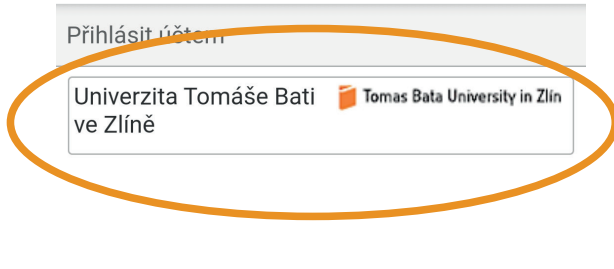 Přihlásit účtem
Univerzita Tomáše Bati
ve Zlíně
Tomas Bata University in Zlín